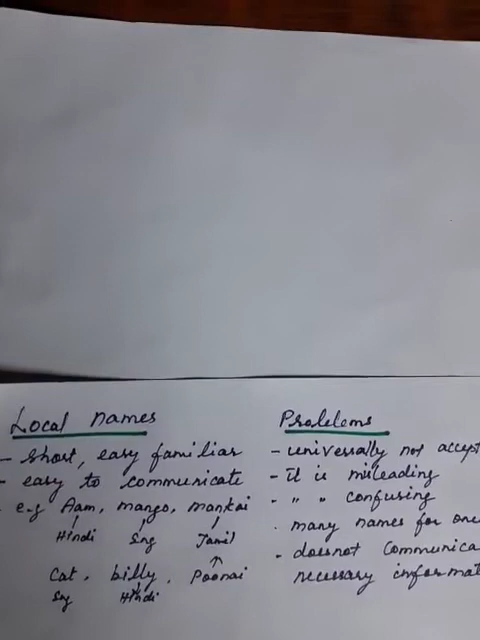 Local names
- short, easy familiar
- easy to communicate
- e.g Aam, mango, mankai
Hindi Eng Tamil
Cat, billy, Poonai
Eng Hindi
Problems
- universally not accept
- it is misleading
- " " confusing
. many names for one
- doesnot Communica
necessary informat